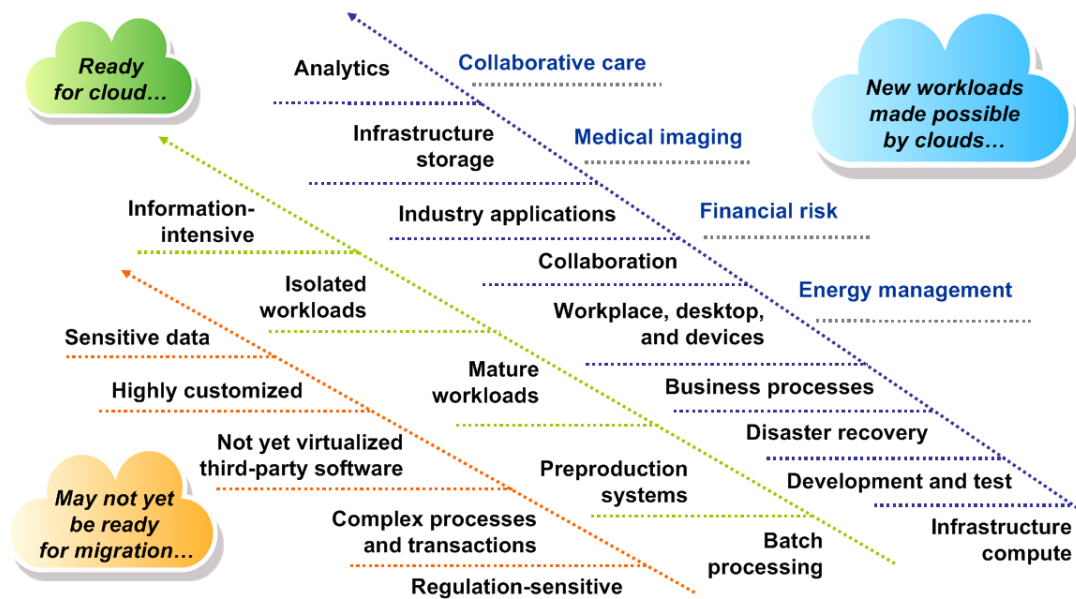 Ready
for cloud…
Analytics
Collaborative care
New workloads
made possible
by clouds…
Infrastructure
storage
Medical imaging
Information-
intensive
Industry applications
Financial risk
Isolated
workloads
Collaboration
Energy management
Sensitive data
Workplace, desktop,
and devices
Highly customized
Mature
workloads
Business processes
Not yet virtualized
third-party software
Disaster recovery
May not yet
be ready
for migration…
Preproduction
systems
Development and test
Complex processes
and transactions
Batch
processing
Infrastructure
compute
Regulation-sensitive